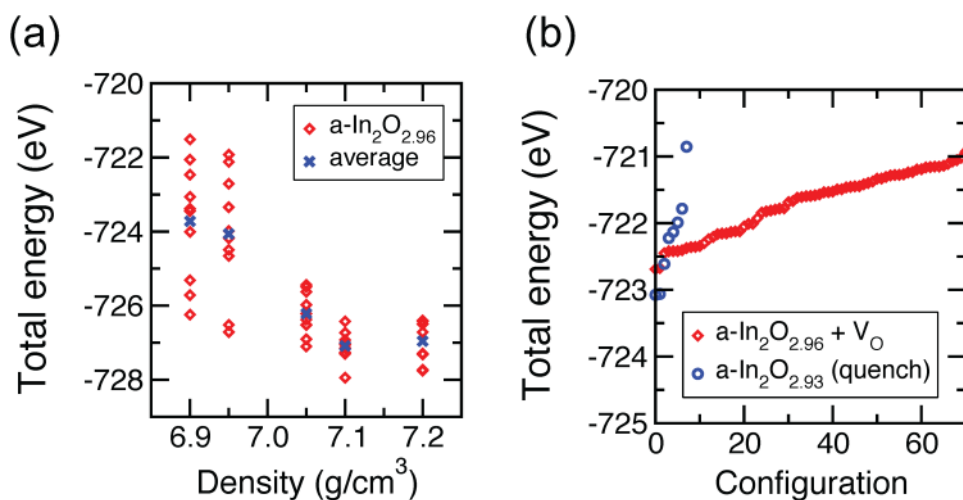 (a)
Total energy (eV)
-720
-722
-724
-726
-728
a-In₂O₂.₉₆
average
6.9
7.0
7.1
7.2
Density (g/cm³)
(b)
Total energy (eV)
-720
-721
-722
-723
-724
-725
a-In₂O₂.₉₆ + V_O
a-In₂O₂.₉₃ (quench)
0
20
40
60
Configuration